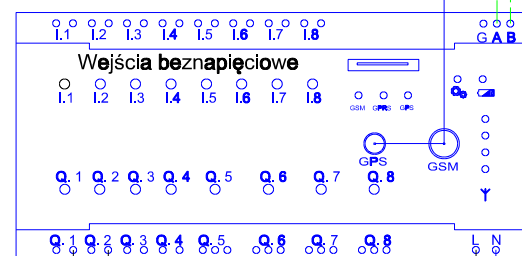 I.1 I.2 I.3 I.4 I.5 I.6 I.7 I.8 G A B
Wejścia beznapięciowe
I.1 I.2 I.3 I.4 I.5 I.6 I.7 I.8
GSM GPRS GPS
GPS GSM
Q. 1 Q. 2 Q. 3 Q. 4 Q. 5 Q. 6 Q. 7 Q. 8
Q. 1 Q. 2 Q. 3 Q. 4 Q. 5 Q. 6 Q. 7 Q. 8 L N